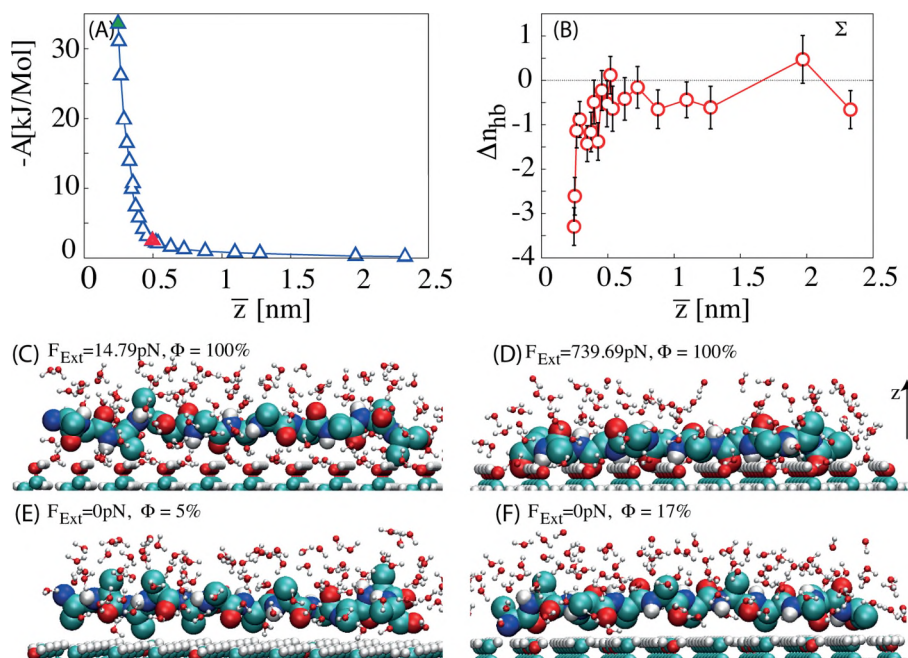 (A)
-A[kJ/Mol]
30
20
10
0
0 0.5 1 1.5 2 2.5
z̅ [nm]
(B)
Σ
Δn_hb
1
0
-1
-2
-3
-4
0 0.5 1 1.5 2 2.5
z̅ [nm]
(C) F_Ext=14.79pN, Φ = 100%
(D) F_Ext=739.69pN, Φ = 100%
z
(E) F_Ext=0pN, Φ = 5%
(F) F_Ext=0pN, Φ = 17%